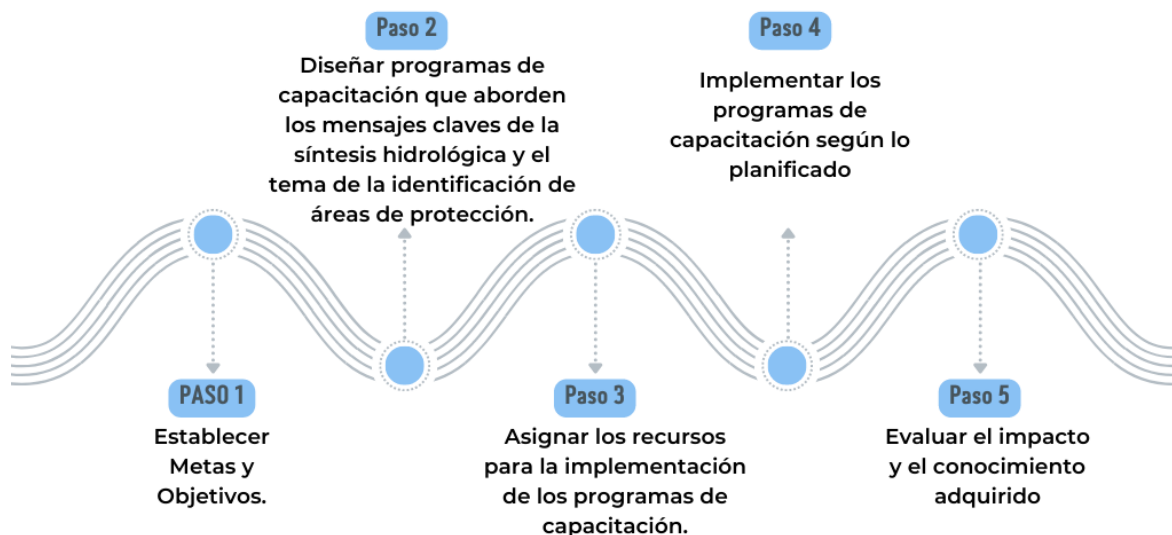 PASO 1
Establecer
Metas y
Objetivos.
Paso 2
Diseñar programas de
capacitación que aborden
los mensajes claves de la
síntesis hidrológica y el
tema de la identificación de
áreas de protección.
Paso 3
Asignar los recursos
para la implementación
de los programas de
capacitación.
Paso 4
Implementar los
programas de
capacitación según lo
planificado
Paso 5
Evaluar el impacto
y el conocimiento
adquirido